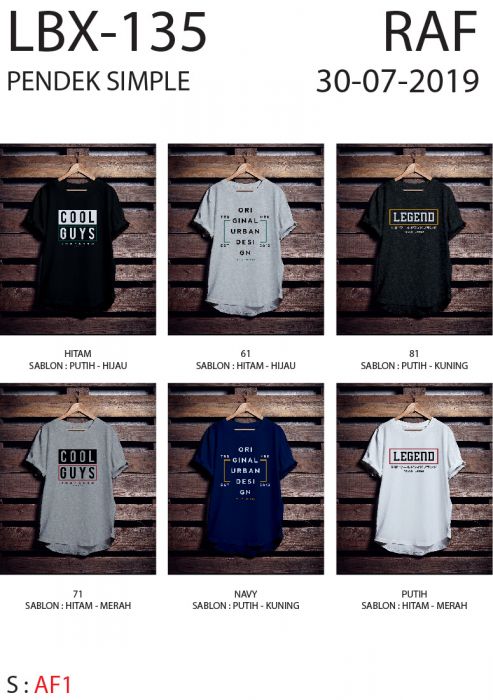 LBX-135
RAF
PENDEK SIMPLE
30-07-2019
COOL
GUYS
ORI
GINAL
URBAN
DESI
GN
LEGEND
HITAM
SABLON : PUTIH - HIJAU
61
SABLON : HITAM - HIJAU
81
SABLON : PUTIH - KUNING
COOL
GUYS
ORI
GINAL
URBAN
DESI
GN
LEGEND
71
SABLON : HITAM - MERAH
NAVY
SABLON : PUTIH - KUNING
PUTIH
SABLON : HITAM - MERAH
S : AF1